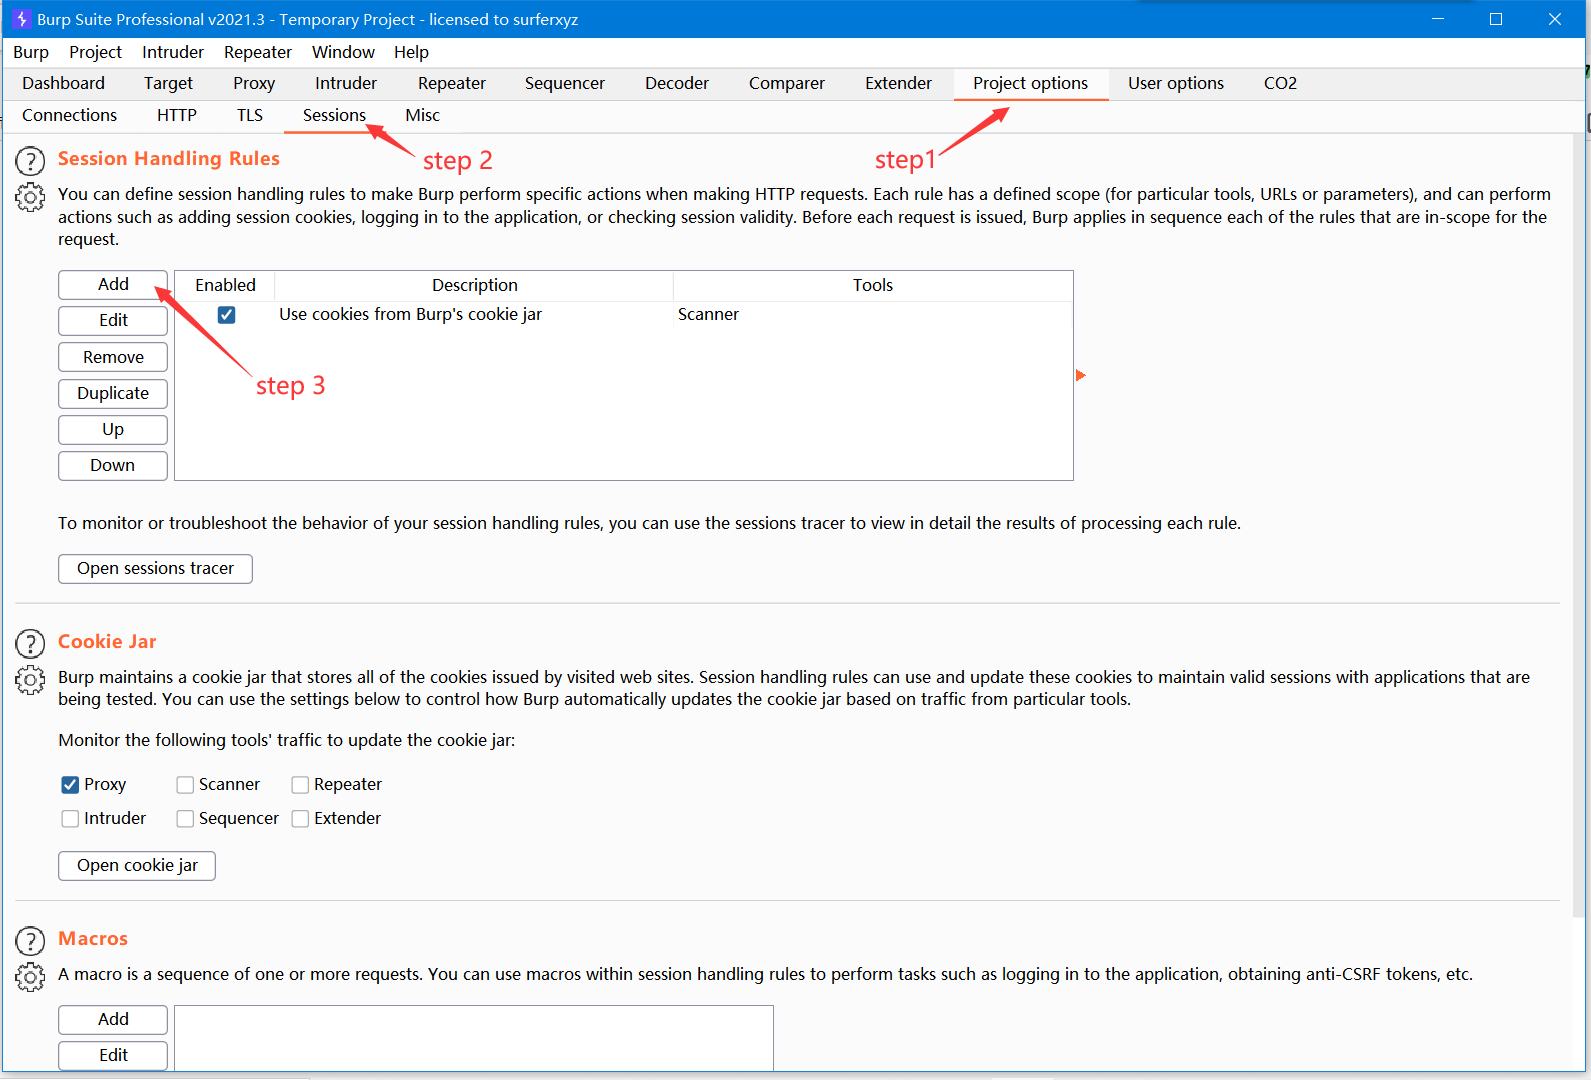 Burp Suite Professional v2021.3 - Temporary Project - licensed to surferxyz
Burp Project Intruder Repeater Window Help
Dashboard Target Proxy Intruder Repeater Sequencer Decoder Comparer Extender Project options User options CO2
Connections HTTP TLS Sessions Misc
step 2
step1
Session Handling Rules
You can define session handling rules to make Burp perform specific actions when making HTTP requests. Each rule has a defined scope (for particular tools, URLs or parameters), and can perform
actions such as adding session cookies, logging in to the application, or checking session validity. Before each request is issued, Burp applies in sequence each of the rules that are in-scope for the
request.
Add
Enabled Description Tools
Edit
Use cookies from Burp's cookie jar Scanner
Remove
Duplicate
step 3
Up
Down
To monitor or troubleshoot the behavior of your session handling rules, you can use the sessions tracer to view in detail the results of processing each rule.
Open sessions tracer
Cookie Jar
Burp maintains a cookie jar that stores all of the cookies issued by visited web sites. Session handling rules can use and update these cookies to maintain valid sessions with applications that are
being tested. You can use the settings below to control how Burp automatically updates the cookie jar based on traffic from particular tools.
Monitor the following tools' traffic to update the cookie jar:
Proxy Scanner Repeater
Intruder Sequencer Extender
Open cookie jar
Macros
A macro is a sequence of one or more requests. You can use macros within session handling rules to perform tasks such as logging in to the application, obtaining anti-CSRF tokens, etc.
Add
Edit